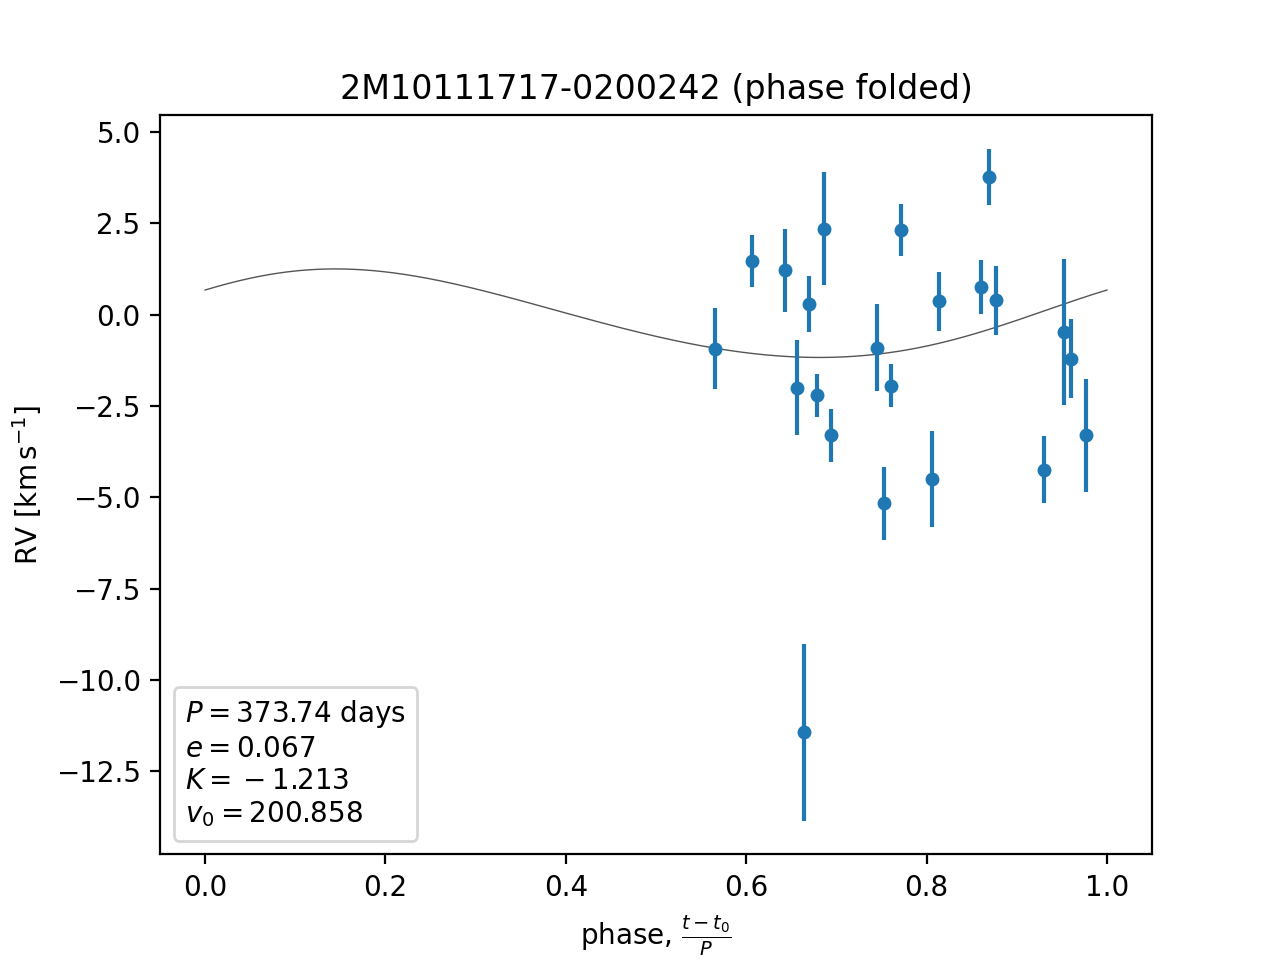 2M10111717-0200242 (phase folded)
5.0
2.5
0.0
−2.5
−5.0
−7.5
−10.0
−12.5
RV [km s⁻¹]
P = 373.74 days
e = 0.067
K = −1.213
v₀ = 200.858
0.0 0.2 0.4 0.6 0.8 1.0
phase, (t − t₀)/P